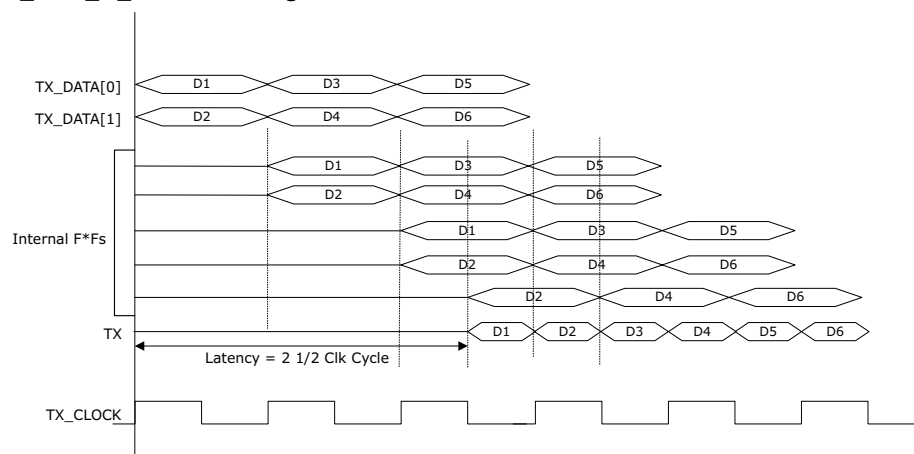 TX_DATA[0] D1 D3 D5
TX_DATA[1] D2 D4 D6
D1 D3 D5
D2 D4 D6
Internal F*Fs
D1 D3 D5
D2 D4 D6
D2 D4 D6
TX D1 D2 D3 D4 D5 D6
Latency = 2 1/2 Clk Cycle
TX_CLOCK